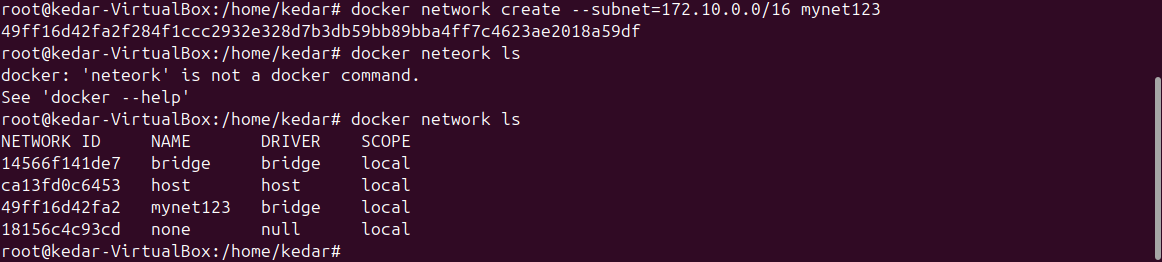 root@kedar-VirtualBox:/home/kedar# docker network create --subnet=172.10.0.0/16 mynet123
49ff16d42fa2f284f1ccc2932e328d7b3db59bb89bba4ff7c4623ae2018a59df
root@kedar-VirtualBox:/home/kedar# docker neteork ls
docker: 'neteork' is not a docker command.
See 'docker --help'
root@kedar-VirtualBox:/home/kedar# docker network ls
NETWORK ID     NAME       DRIVER    SCOPE
14566f141de7   bridge     bridge    local
ca13fd0c6453   host       host      local
49ff16d42fa2   mynet123   bridge    local
18156c4c93cd   none       null      local
root@kedar-VirtualBox:/home/kedar#